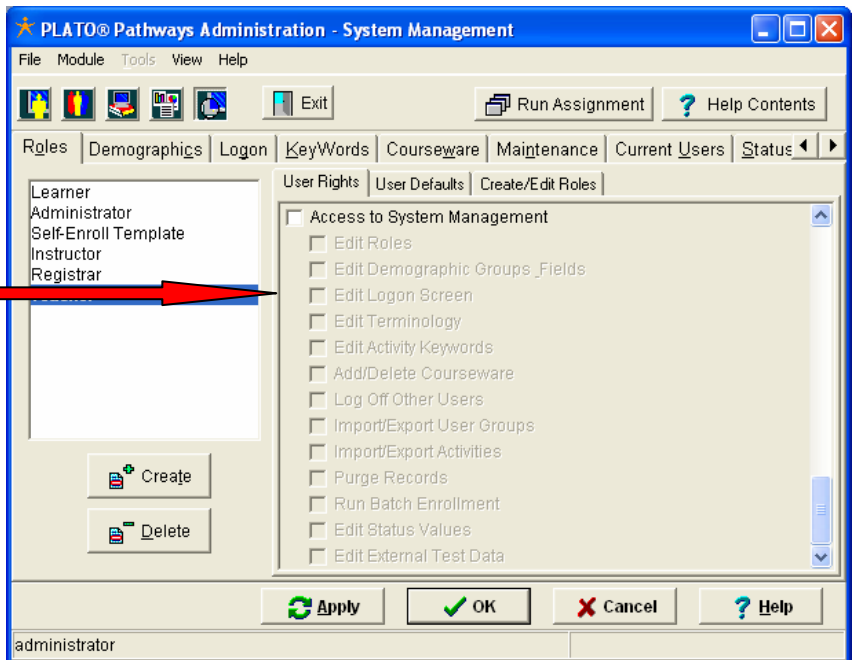 PLATO® Pathways Administration - System Management
File Module Tools View Help
Exit Run Assignment ? Help Contents
Roles Demographics Logon KeyWords Courseware Maintenance Current Users Status
Learner
Administrator
Self-Enroll Template
Instructor
Registrar
Create
Delete
User Rights User Defaults Create/Edit Roles
Access to System Management
Edit Roles
Edit Demographic Groups _Fields
Edit Logon Screen
Edit Terminology
Edit Activity Keywords
Add/Delete Courseware
Log Off Other Users
Import/Export User Groups
Import/Export Activities
Purge Records
Run Batch Enrollment
Edit Status Values
Edit External Test Data
Apply OK Cancel ? Help
administrator